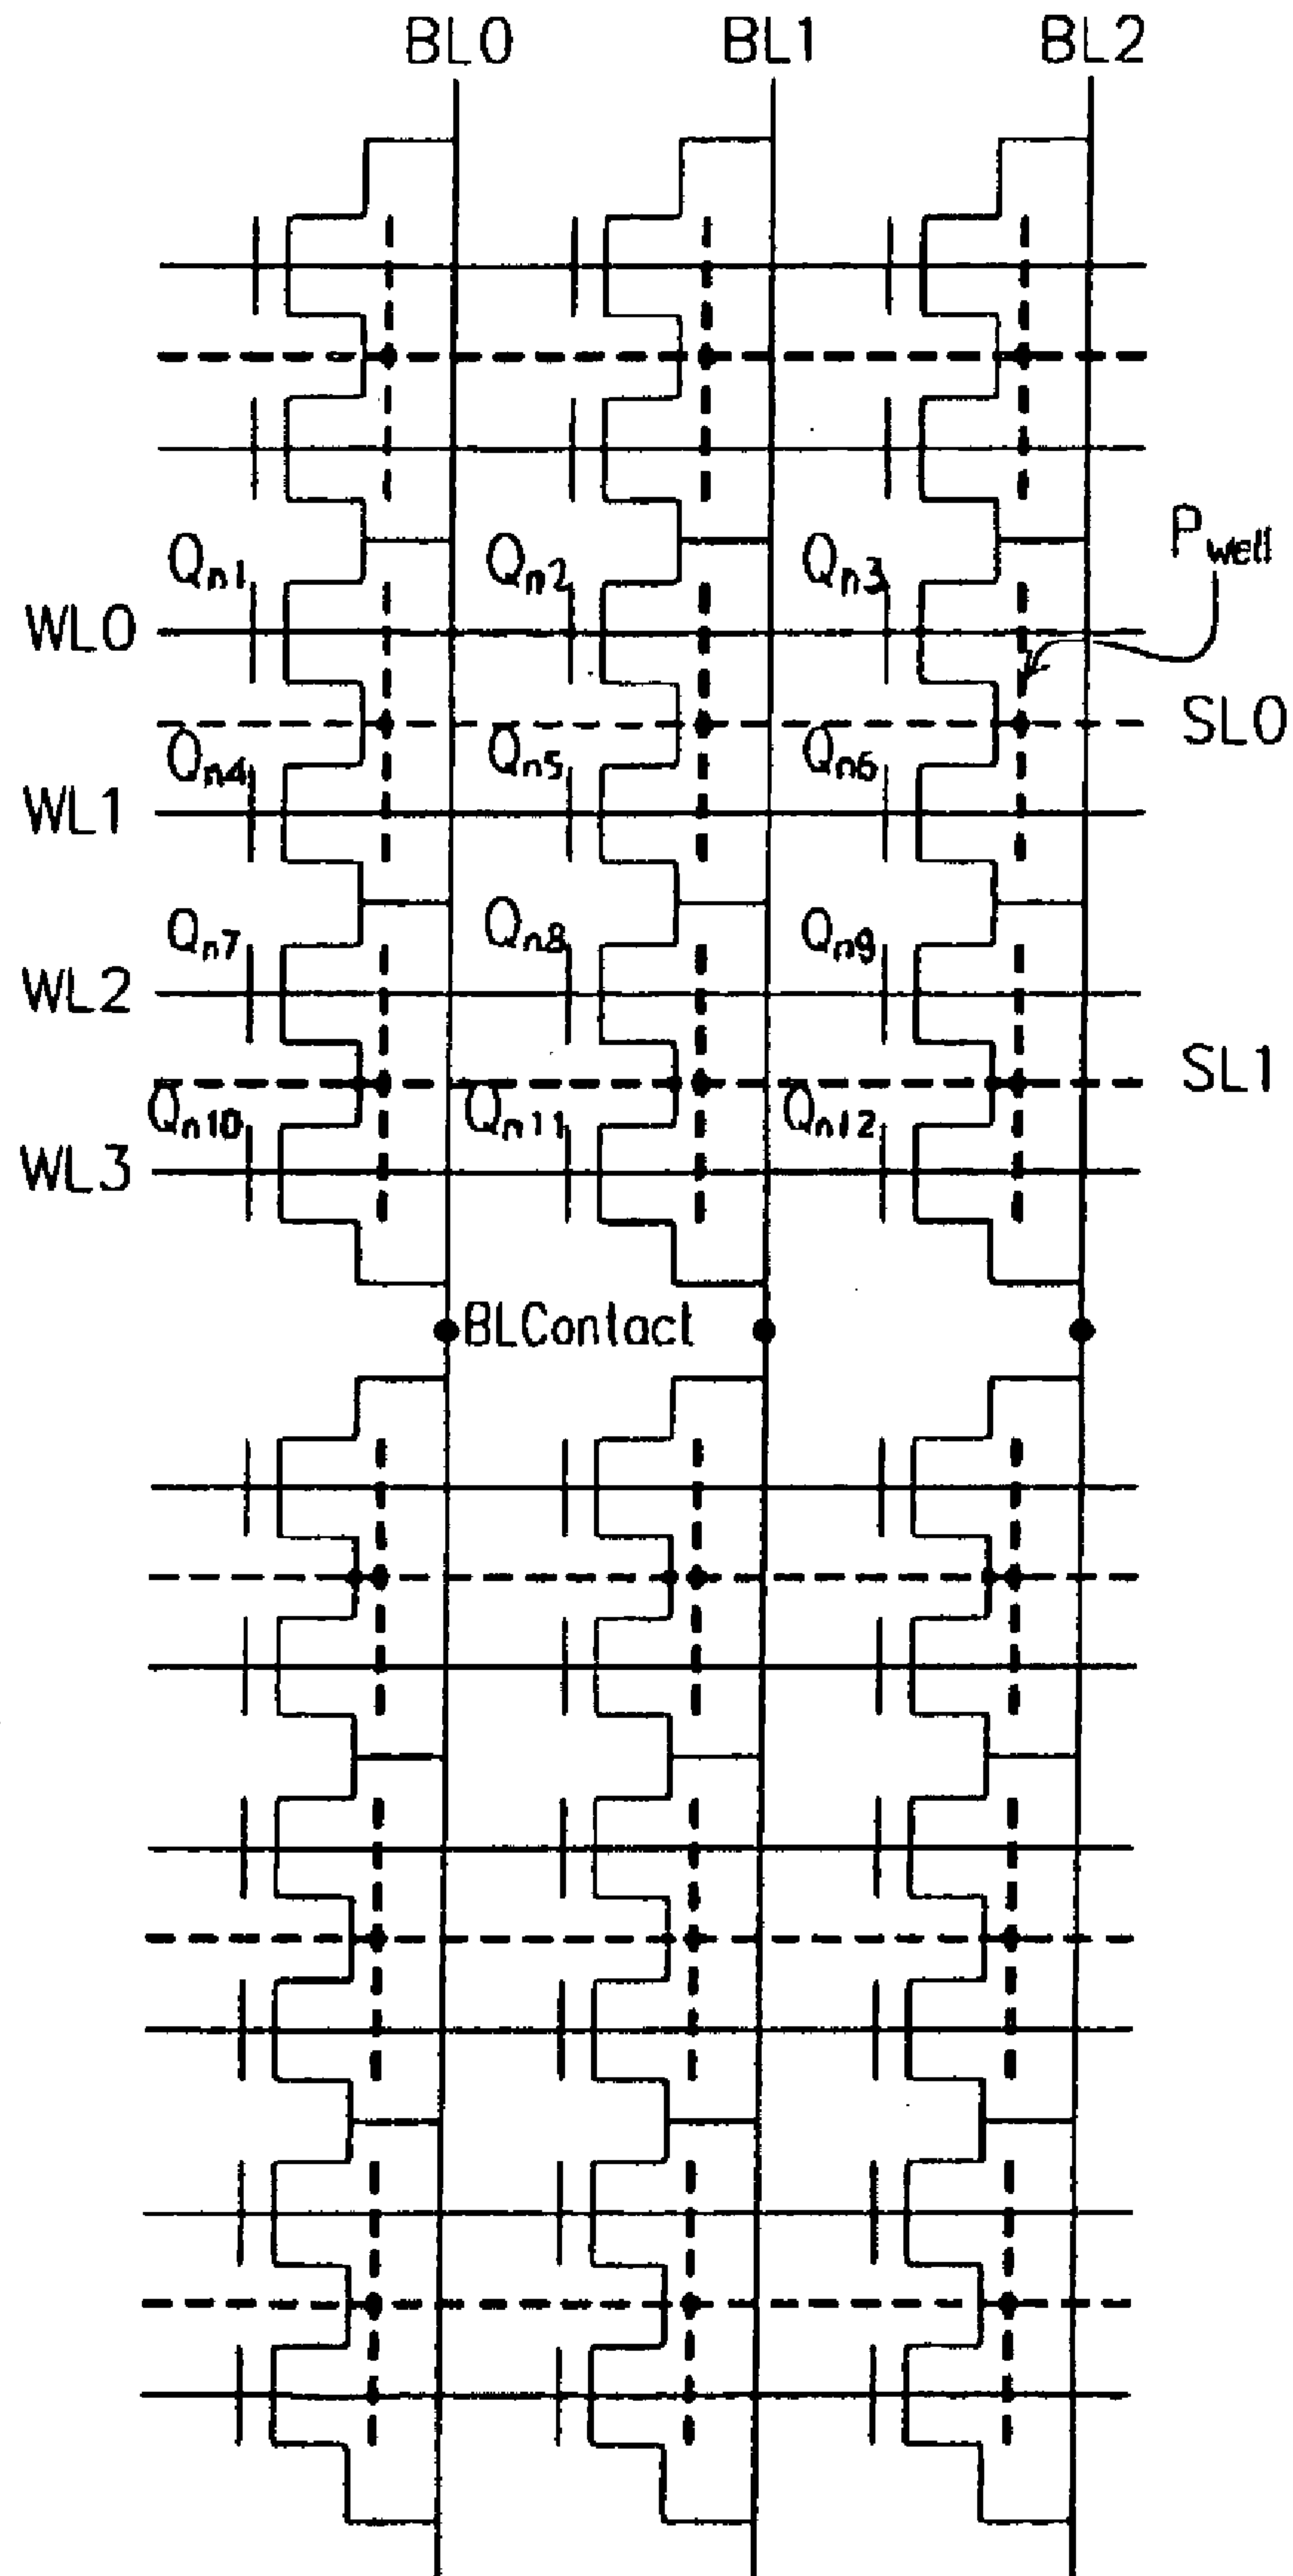 BL0 BL1 BL2
Qn1 Qn2 Qn3
Pwell
WL0
SL0
Qn4 Qn5 Qn6
WL1
Qn7 Qn8 Qn9
WL2
SL1
Qn10 Qn11 Qn12
WL3
BLContact